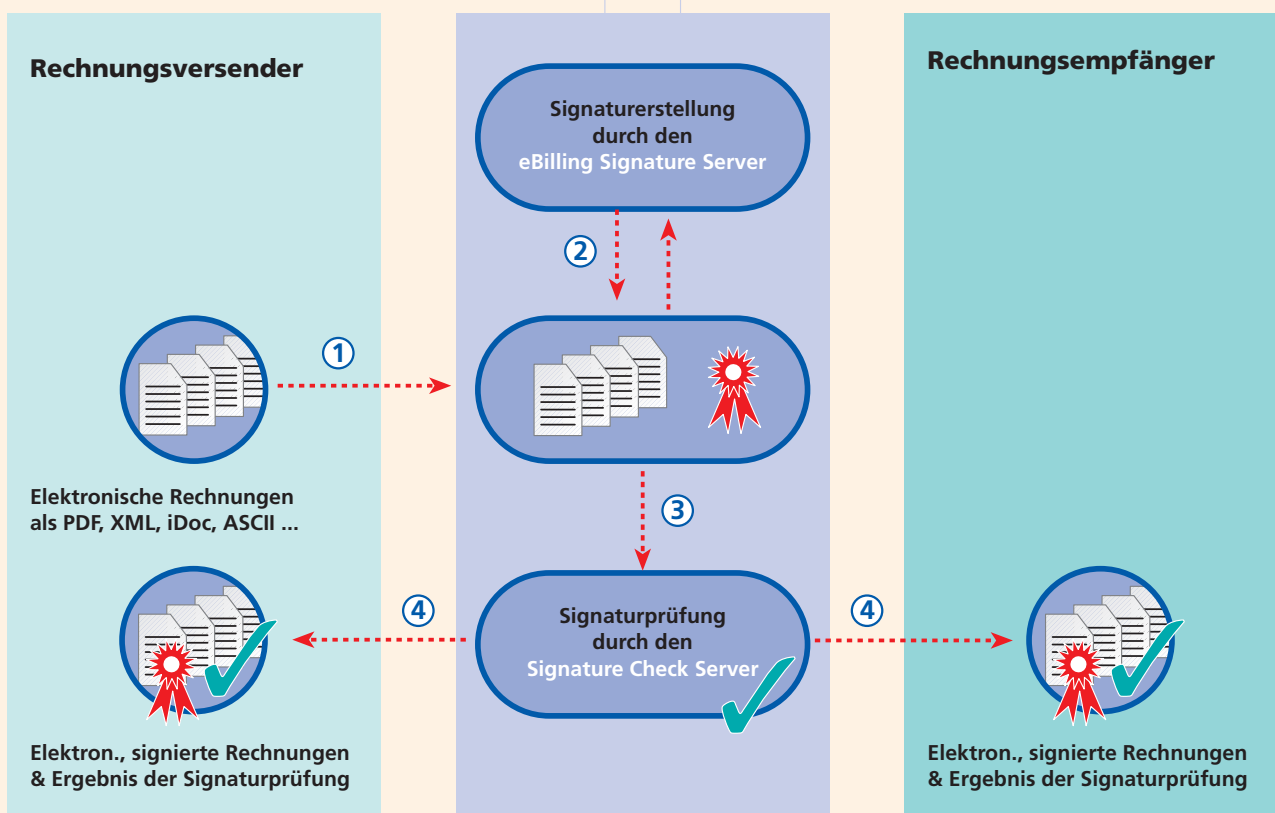 Rechnungsversender
Rechnungsempfänger
Signaturerstellung
durch den
eBilling Signature Server
2
1
Elektronische Rechnungen
als PDF, XML, iDoc, ASCII ...
3
4
Signaturprüfung
durch den
Signature Check Server
4
Elektron., signierte Rechnungen
& Ergebnis der Signaturprüfung
Elektron., signierte Rechnungen
& Ergebnis der Signaturprüfung